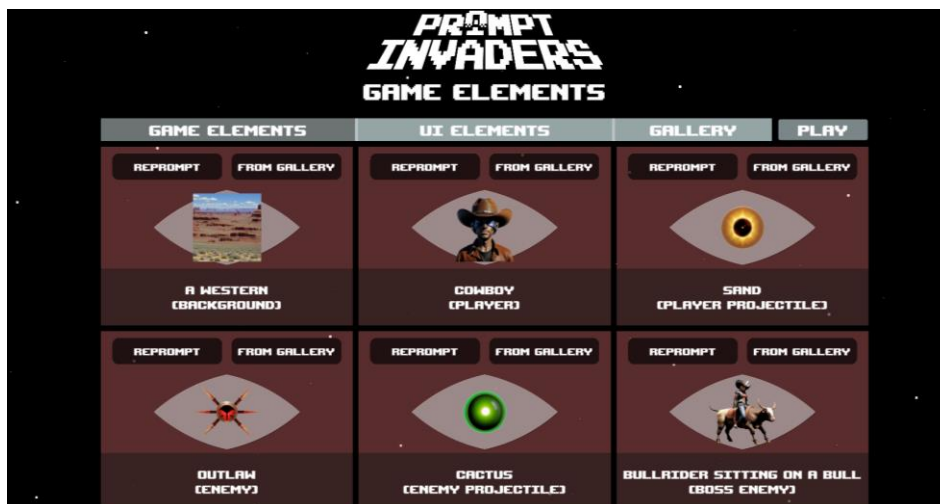 PROMPT
INVADERS
GAME ELEMENTS
GAME ELEMENTS UI ELEMENTS GALLERY PLAY
REPROMPT FROM GALLERY REPROMPT FROM GALLERY REPROMPT FROM GALLERY
A WESTERN COWBOY SAND
(BACKGROUND) (PLAYER) (PLAYER PROJECTILE)
REPROMPT FROM GALLERY REPROMPT FROM GALLERY REPROMPT FROM GALLERY
OUTLAW CACTUS BULLRIDER SITTING ON A BULL
(ENEMY) (ENEMY PROJECTILE) (BOSS ENEMY)